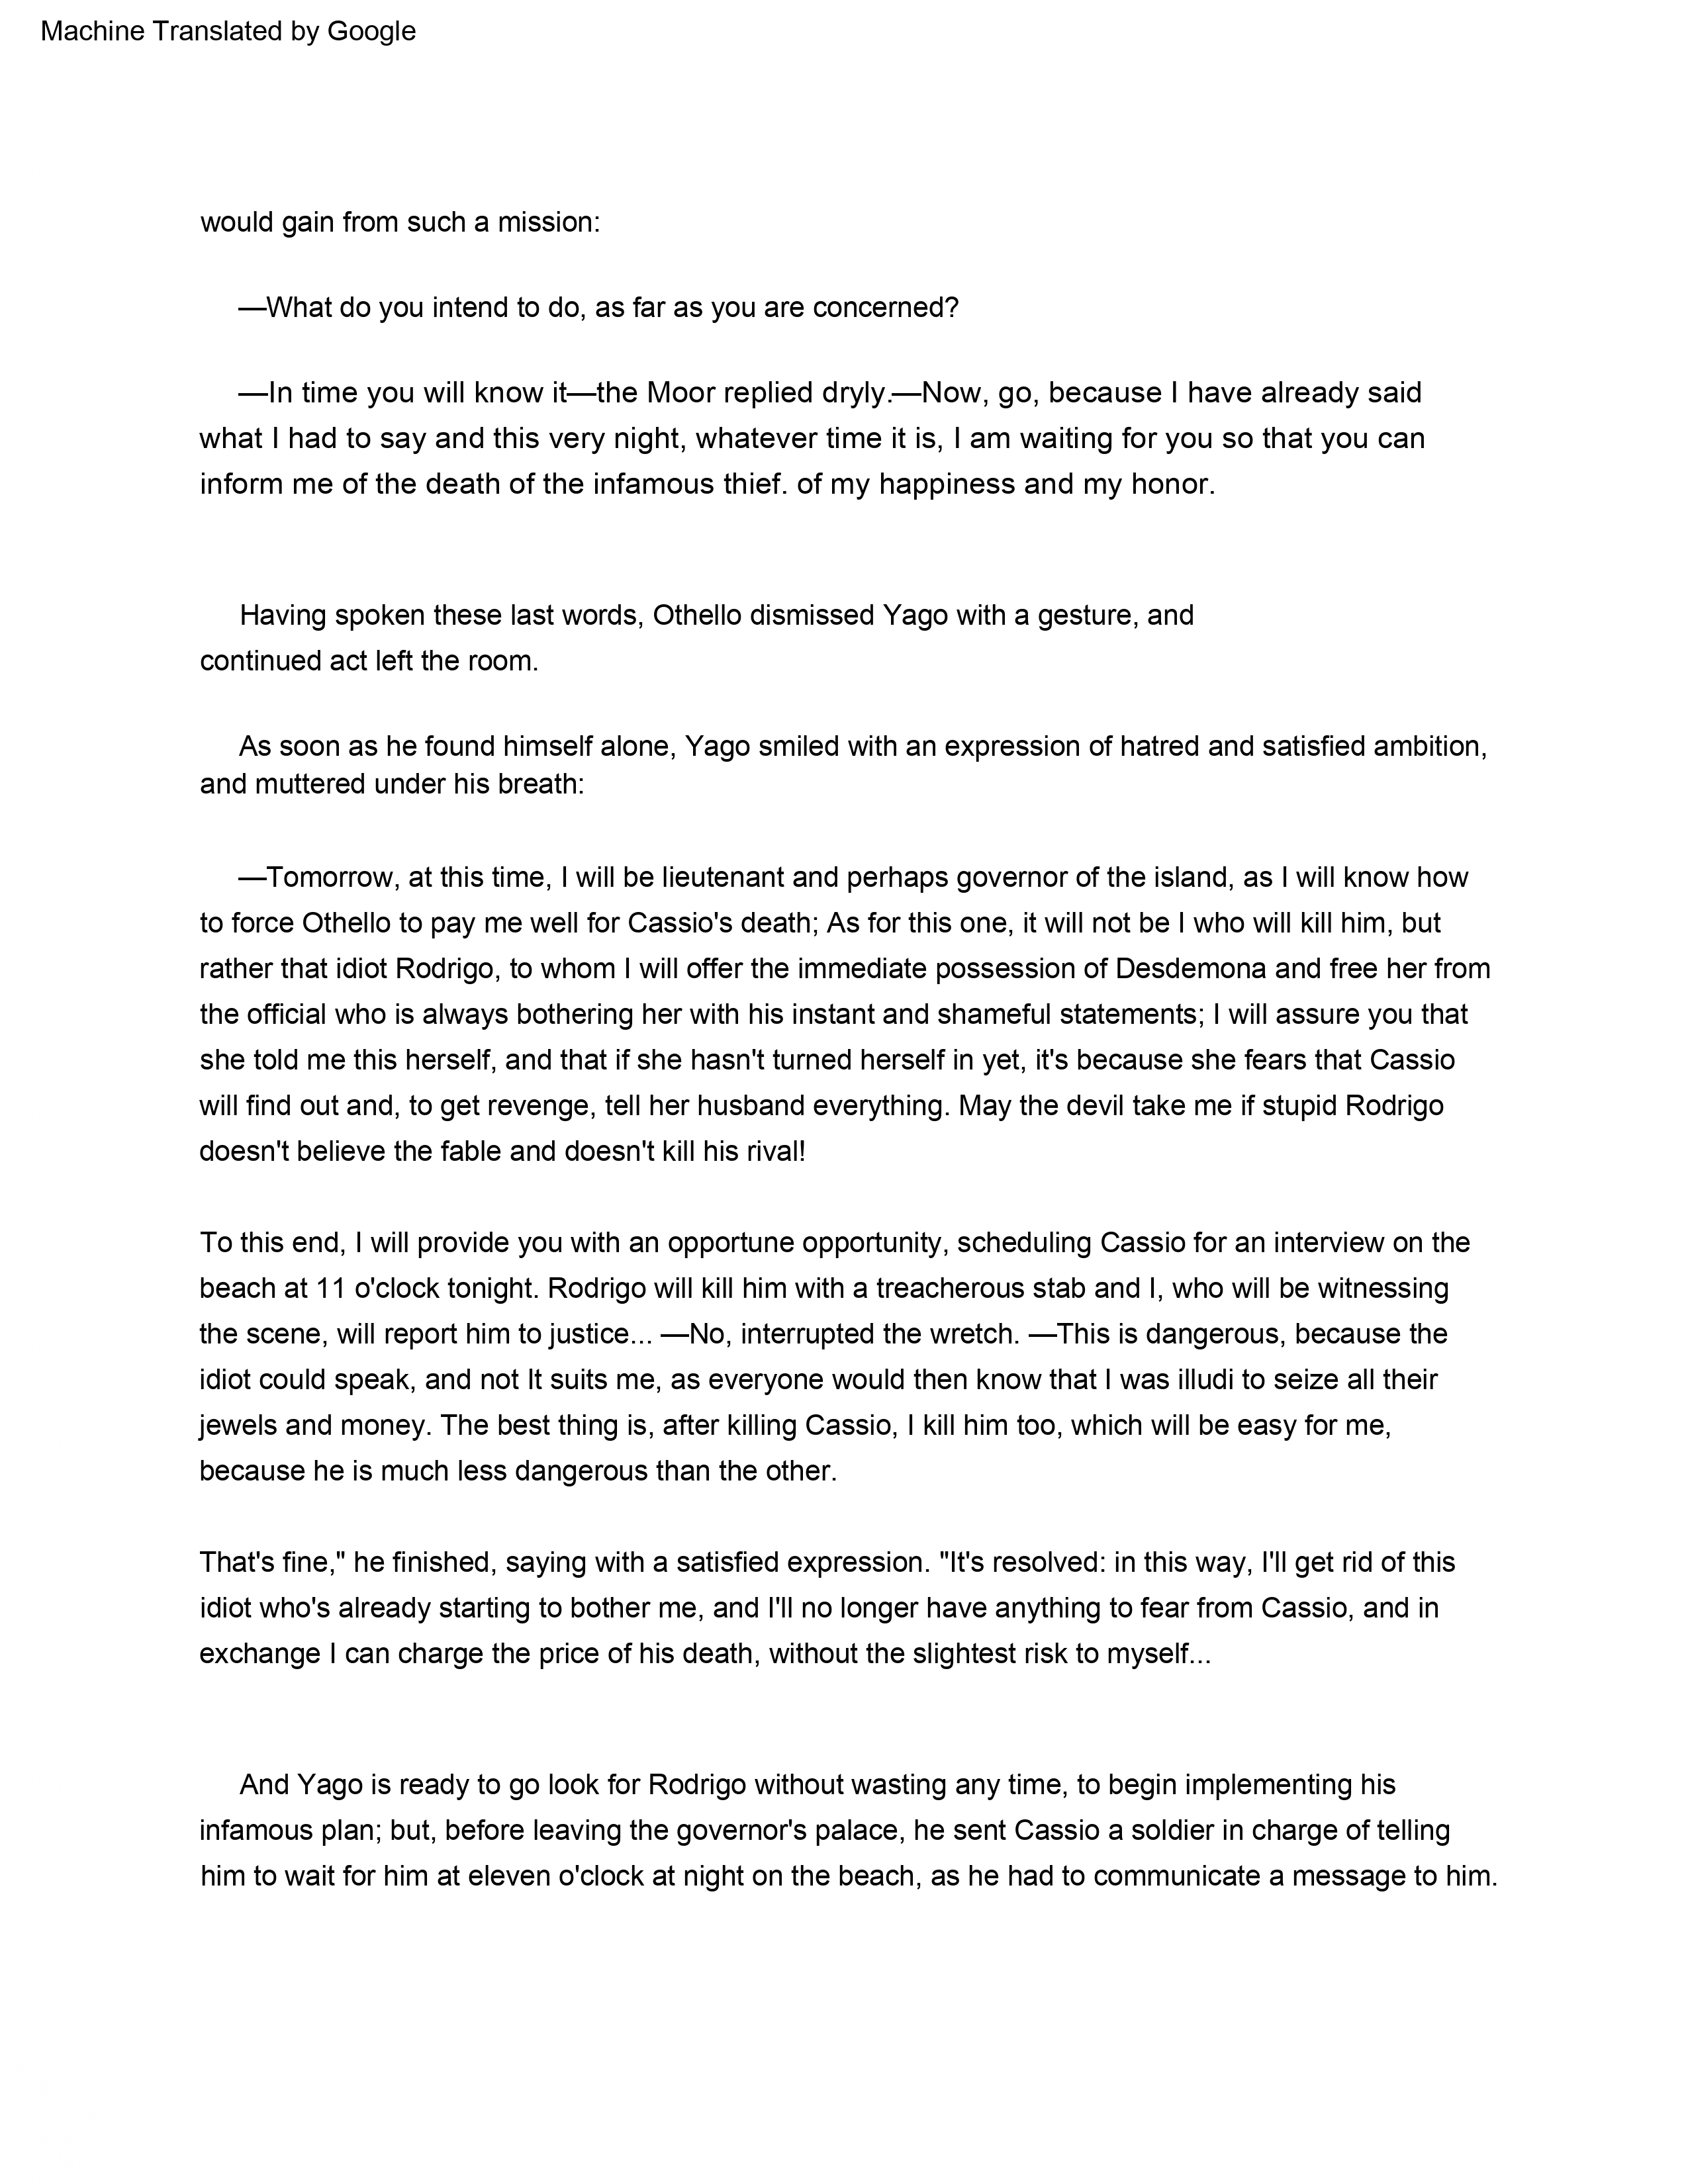 Machine Translated by Google
would gain from such a mission:
—What do you intend to do, as far as you are concerned?
—In time you will know it—the Moor replied dryly.—Now, go, because I have already said
what I had to say and this very night, whatever time it is, I am waiting for you so that you can
inform me of the death of the infamous thief. of my happiness and my honor.
Having spoken these last words, Othello dismissed Yago with a gesture, and
continued act left the room.
As soon as he found himself alone, Yago smiled with an expression of hatred and satisfied ambition,
and muttered under his breath:
—Tomorrow, at this time, I will be lieutenant and perhaps governor of the island, as I will know how
to force Othello to pay me well for Cassio's death; As for this one, it will not be I who will kill him, but
rather that idiot Rodrigo, to whom I will offer the immediate possession of Desdemona and free her from
the official who is always bothering her with his instant and shameful statements; I will assure you that
she told me this herself, and that if she hasn't turned herself in yet, it's because she fears that Cassio
will find out and, to get revenge, tell her husband everything. May the devil take me if stupid Rodrigo
doesn't believe the fable and doesn't kill his rival!
To this end, I will provide you with an opportune opportunity, scheduling Cassio for an interview on the
beach at 11 o'clock tonight. Rodrigo will kill him with a treacherous stab and I, who will be witnessing
the scene, will report him to justice... —No, interrupted the wretch. —This is dangerous, because the
idiot could speak, and not It suits me, as everyone would then know that I was illudi to seize all their
jewels and money. The best thing is, after killing Cassio, I kill him too, which will be easy for me,
because he is much less dangerous than the other.
That's fine," he finished, saying with a satisfied expression. "It's resolved: in this way, I'll get rid of this
idiot who's already starting to bother me, and I'll no longer have anything to fear from Cassio, and in
exchange I can charge the price of his death, without the slightest risk to myself...
And Yago is ready to go look for Rodrigo without wasting any time, to begin implementing his
infamous plan; but, before leaving the governor's palace, he sent Cassio a soldier in charge of telling
him to wait for him at eleven o'clock at night on the beach, as he had to communicate a message to him.